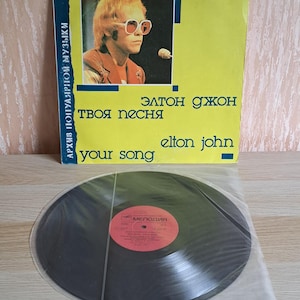 АРХИВ ПОПУЛЯРНОЙ МУЗЫКИ
элтон джон
твоя песня
elton john
your song
МЕЛОДИЯ